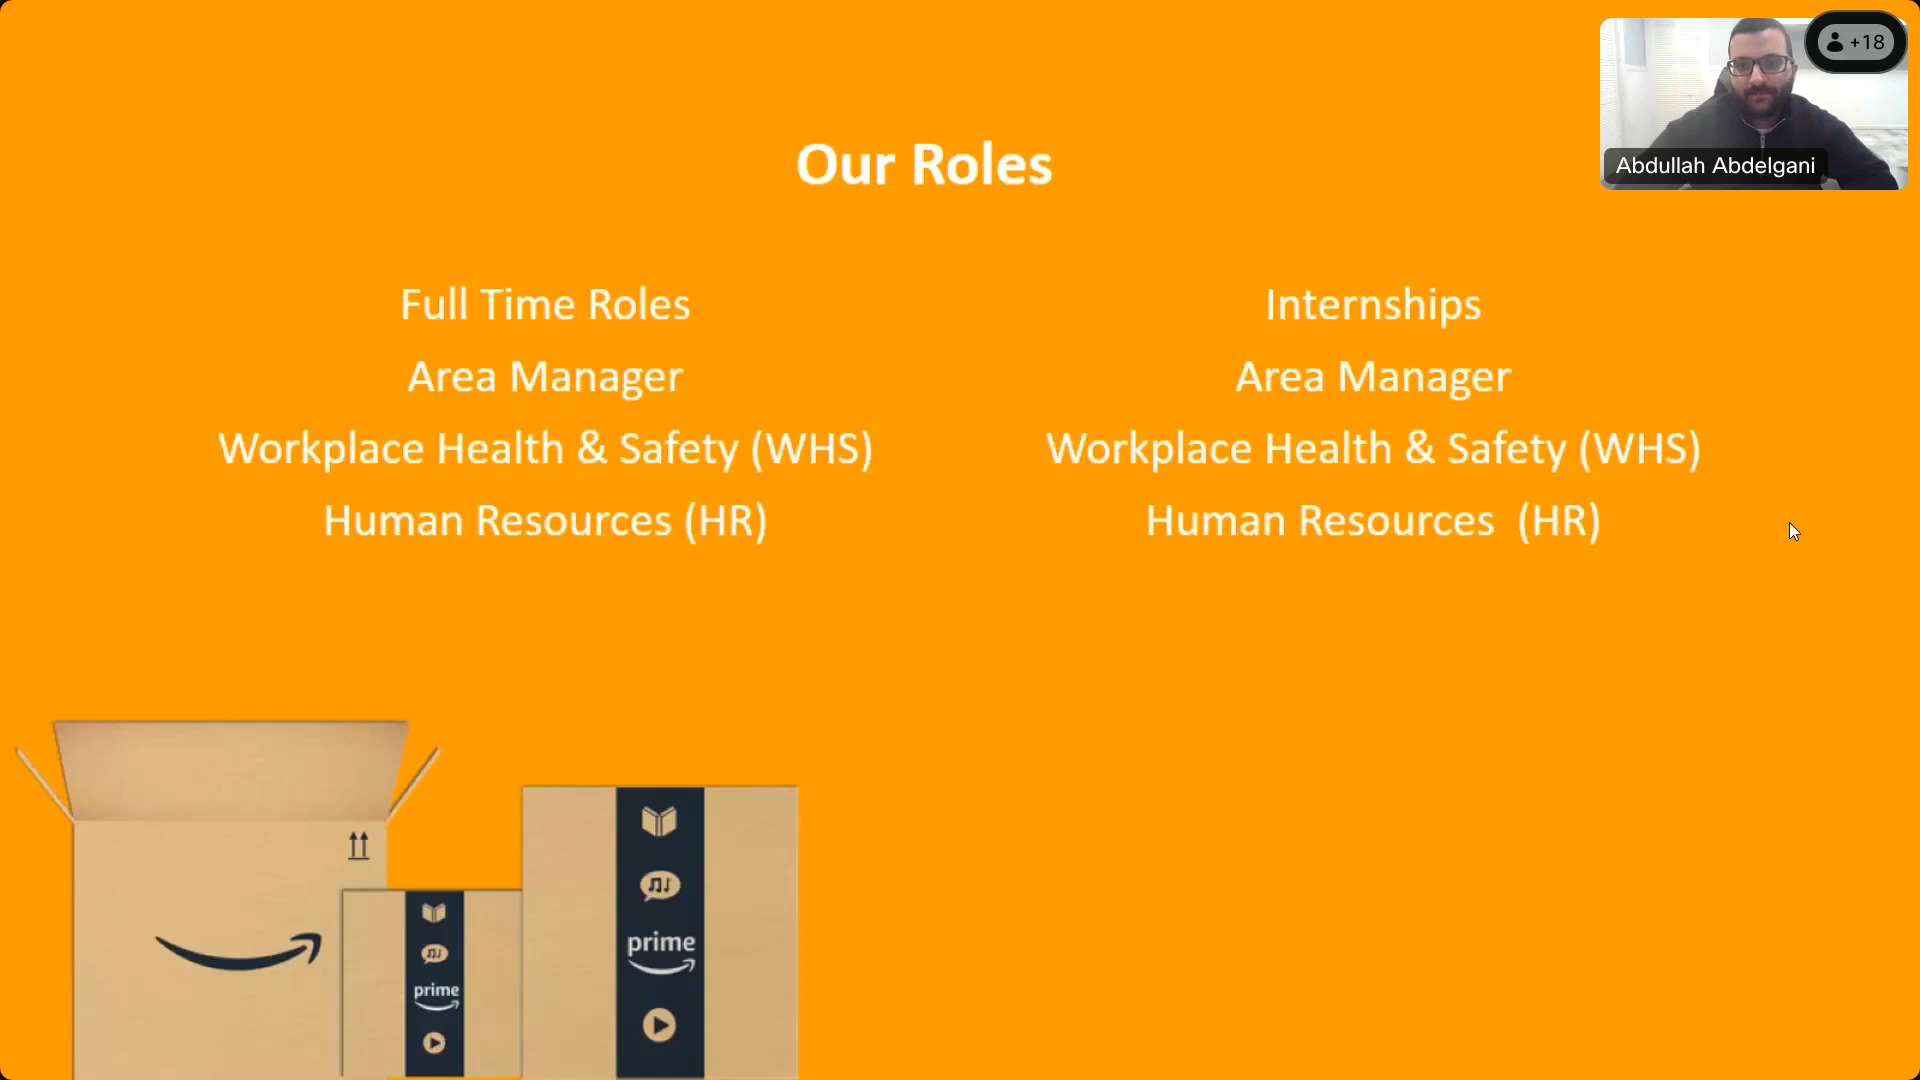 +18
Abdullah Abdelgani
Our Roles
Full Time Roles
Area Manager
Workplace Health & Safety (WHS)
Human Resources (HR)
Internships
Area Manager
Workplace Health & Safety (WHS)
Human Resources  (HR)
prime
prime